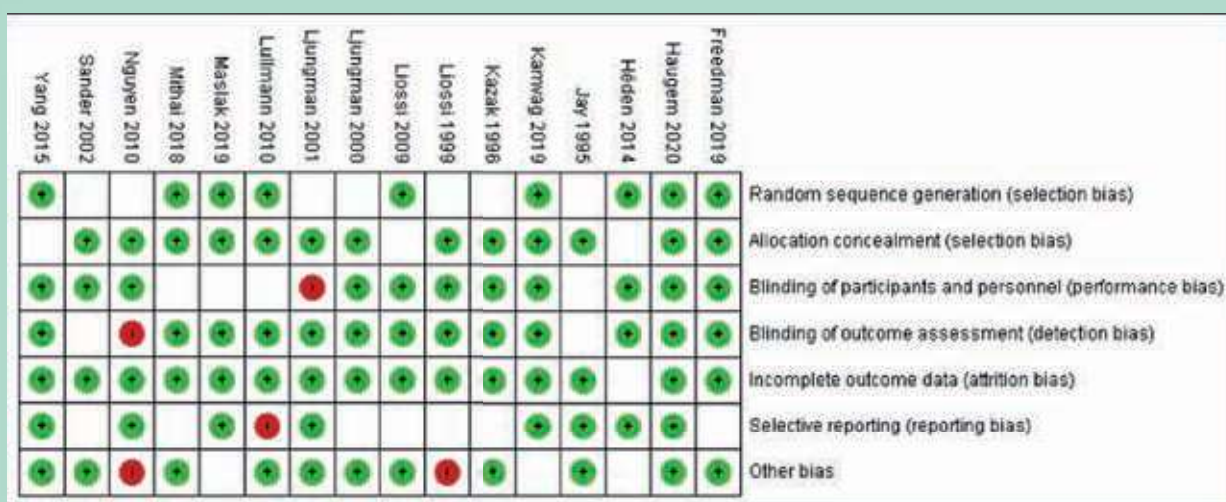 Yang 2015
Sander 2002
Nguyen 2010
Mithai 2018
Maslak 2019
Lullmann 2010
Ljungman 2001
Ljungman 2000
Liossi 2009
Liossi 1999
Kazak 1996
Kamwag 2019
Jay 1995
Héden 2014
Haugem 2020
Freedman 2019
Random sequence generation (selection bias)
Allocation concealment (selection bias)
Blinding of participants and personnel (performance bias)
Blinding of outcome assessment (detection bias)
Incomplete outcome data (attrition bias)
Selective reporting (reporting bias)
Other bias